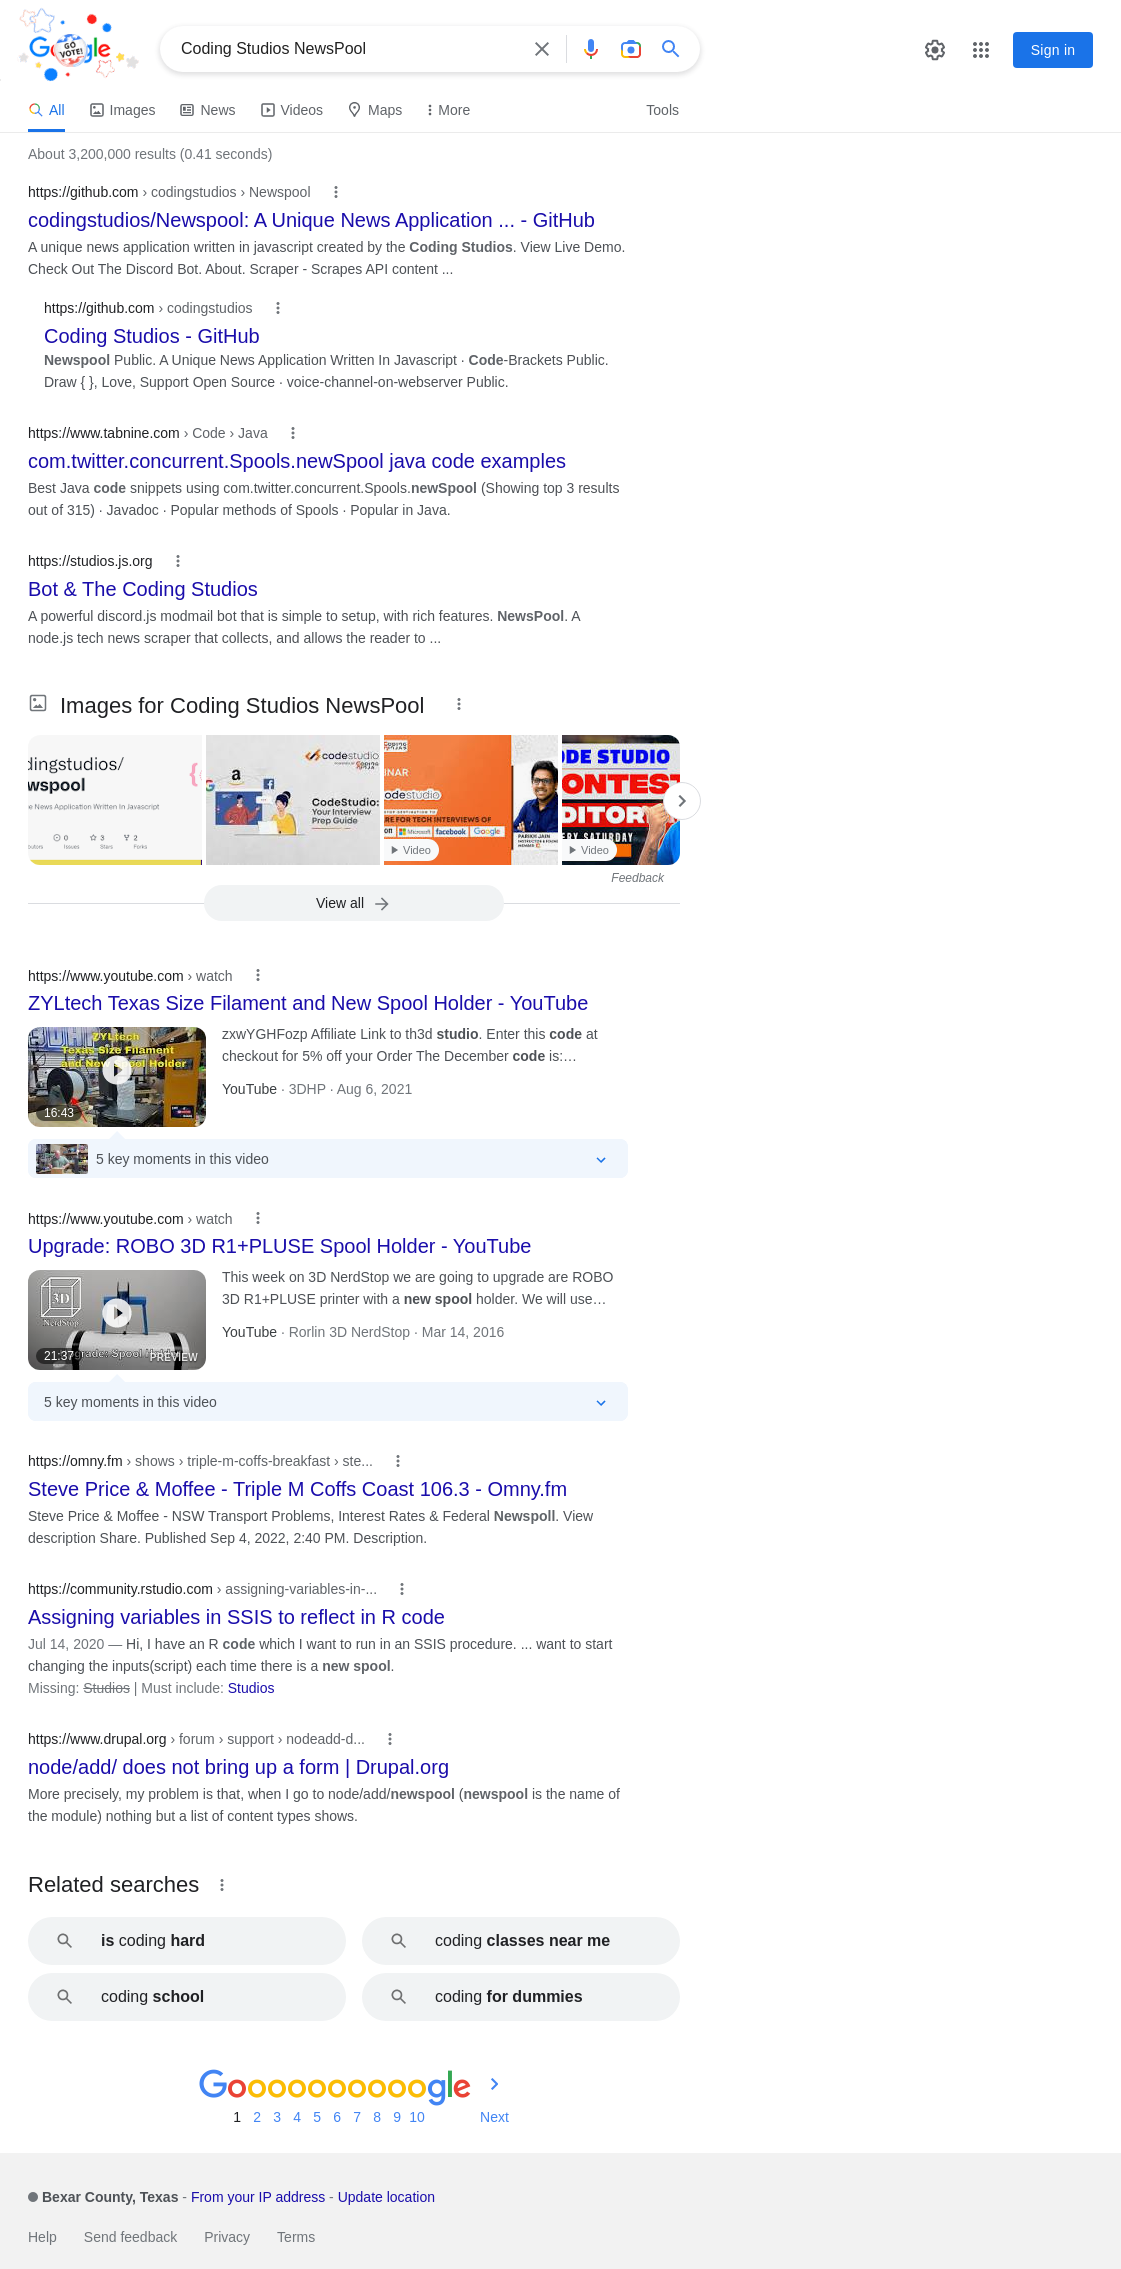 Google
GO VOTE!
Coding Studios NewsPool
Sign in
All Images News Videos Maps More Tools
About 3,200,000 results (0.41 seconds)
https://github.com › codingstudios › Newspool
codingstudios/Newspool: A Unique News Application ... - GitHub
A unique news application written in javascript created by the Coding Studios. View Live Demo.
Check Out The Discord Bot. About. Scraper - Scrapes API content ...
https://github.com › codingstudios
Coding Studios - GitHub
Newspool Public. A Unique News Application Written In Javascript · Code-Brackets Public.
Draw { }, Love, Support Open Source · voice-channel-on-webserver Public.
https://www.tabnine.com › Code › Java
com.twitter.concurrent.Spools.newSpool java code examples
Best Java code snippets using com.twitter.concurrent.Spools.newSpool (Showing top 3 results
out of 315) · Javadoc · Popular methods of Spools · Popular in Java.
https://studios.js.org
Bot & The Coding Studios
A powerful discord.js modmail bot that is simple to setup, with rich features. NewsPool. A
node.js tech news scraper that collects, and allows the reader to ...
Images for Coding Studios NewsPool
dingstudios/
wspool
e News Application Written In Javascript
0 3 2
utors Issues Stars Forks
codestudio
CodeStudio:
Your Interview
Prep Guide
CODING
NINJAS
INAR
codestudio
RE FOR TECH INTERVIEWS OF
on Microsoft facebook Google
PARIKH JAIN
Video
ODE STUDIO
ONTEST
DITOR
ERY SATURDAY
Video
Feedback
View all
https://www.youtube.com › watch
ZYLtech Texas Size Filament and New Spool Holder - YouTube
ZYLtech
Texas Size Filament
and New Spool Holder
16:43
zxwYGHFozp Affiliate Link to th3d studio. Enter this code at
checkout for 5% off your Order The December code is:…
YouTube · 3DHP · Aug 6, 2021
5 key moments in this video
https://www.youtube.com › watch
Upgrade: ROBO 3D R1+PLUSE Spool Holder - YouTube
3D
NerdStop
21:37
grade: Spool Hold
PREVIEW
This week on 3D NerdStop we are going to upgrade are ROBO
3D R1+PLUSE printer with a new spool holder. We will use…
YouTube · Rorlin 3D NerdStop · Mar 14, 2016
5 key moments in this video
https://omny.fm › shows › triple-m-coffs-breakfast › ste...
Steve Price & Moffee - Triple M Coffs Coast 106.3 - Omny.fm
Steve Price & Moffee - NSW Transport Problems, Interest Rates & Federal Newspoll. View
description Share. Published Sep 4, 2022, 2:40 PM. Description.
https://community.rstudio.com › assigning-variables-in-...
Assigning variables in SSIS to reflect in R code
Jul 14, 2020 — Hi, I have an R code which I want to run in an SSIS procedure. ... want to start
changing the inputs(script) each time there is a new spool.
Missing: Studios | Must include: Studios
https://www.drupal.org › forum › support › nodeadd-d...
node/add/ does not bring up a form | Drupal.org
More precisely, my problem is that, when I go to node/add/newspool (newspool is the name of
the module) nothing but a list of content types shows.
Related searches
is coding hard
coding classes near me
coding school
coding for dummies
Goooooooooogle
1 2 3 4 5 6 7 8 9 10 Next
Bexar County, Texas - From your IP address - Update location
Help Send feedback Privacy Terms